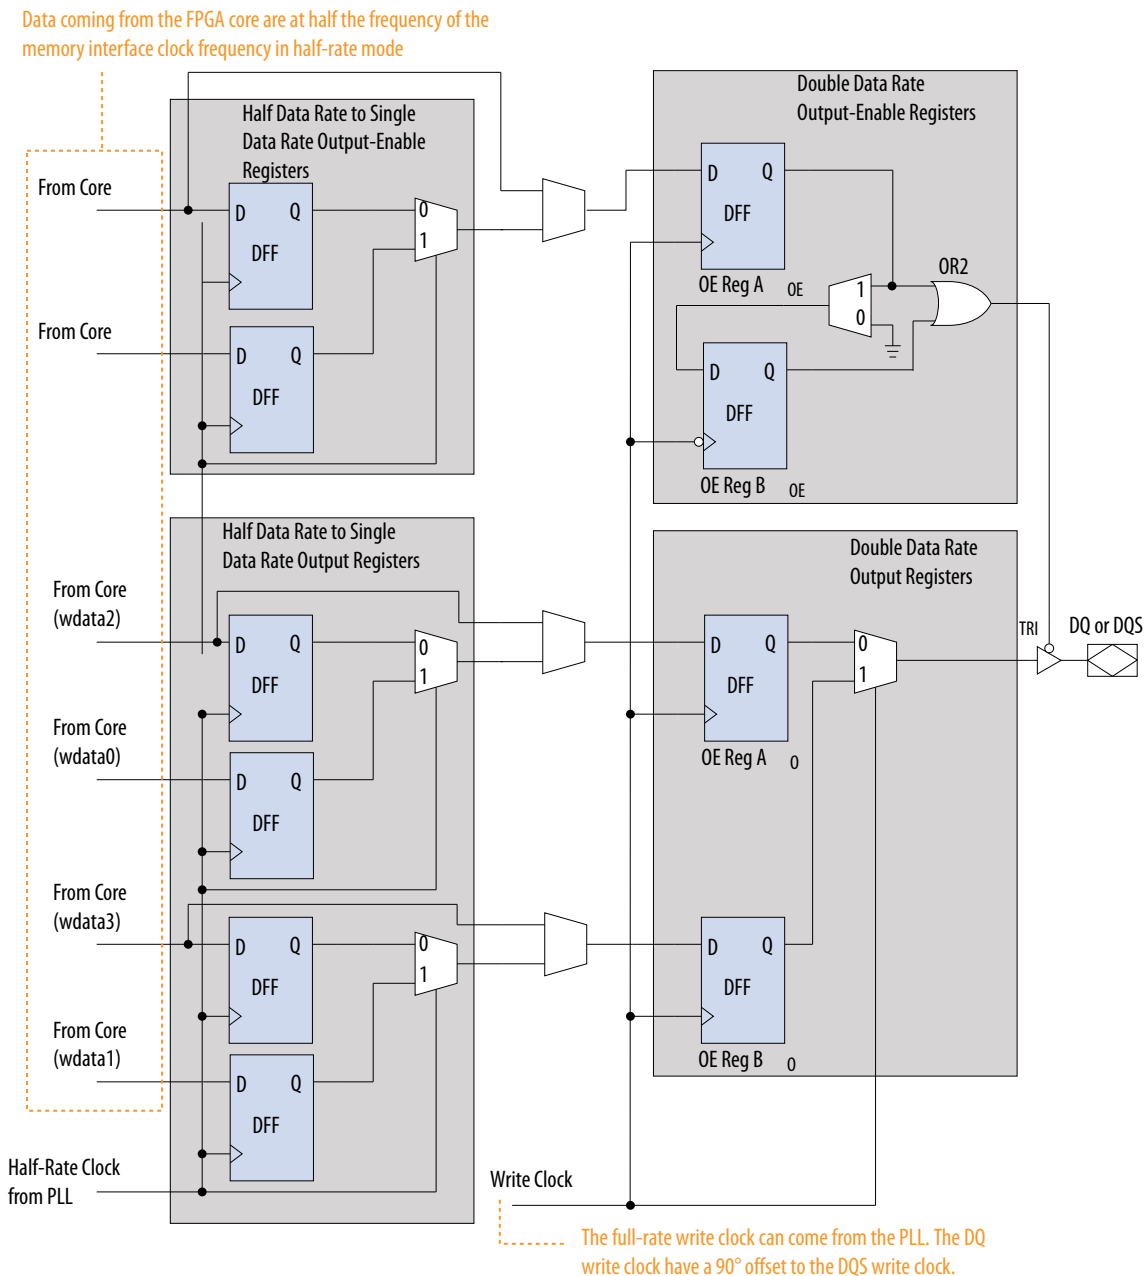 Data coming from the FPGA core are at half the frequency of the
memory interface clock frequency in half-rate mode
Half Data Rate to Single
Data Rate Output-Enable
Registers
Double Data Rate
Output-Enable Registers
From Core
D Q
DFF
0
1
D Q
DFF
OE Reg A OE
OR2
1
0
From Core
D Q
DFF
D Q
DFF
OE Reg B OE
Half Data Rate to Single
Data Rate Output Registers
Double Data Rate
Output Registers
From Core
(wdata2)
D Q
DFF
0
1
D Q
DFF
OE Reg A O
0
1
TRI
DQ or DQS
From Core
(wdata0)
D Q
DFF
From Core
(wdata3)
D Q
DFF
0
1
D Q
DFF
OE Reg B O
From Core
(wdata1)
D Q
DFF
Half-Rate Clock
from PLL
Write Clock
The full-rate write clock can come from the PLL. The DQ
write clock have a 90° offset to the DQS write clock.